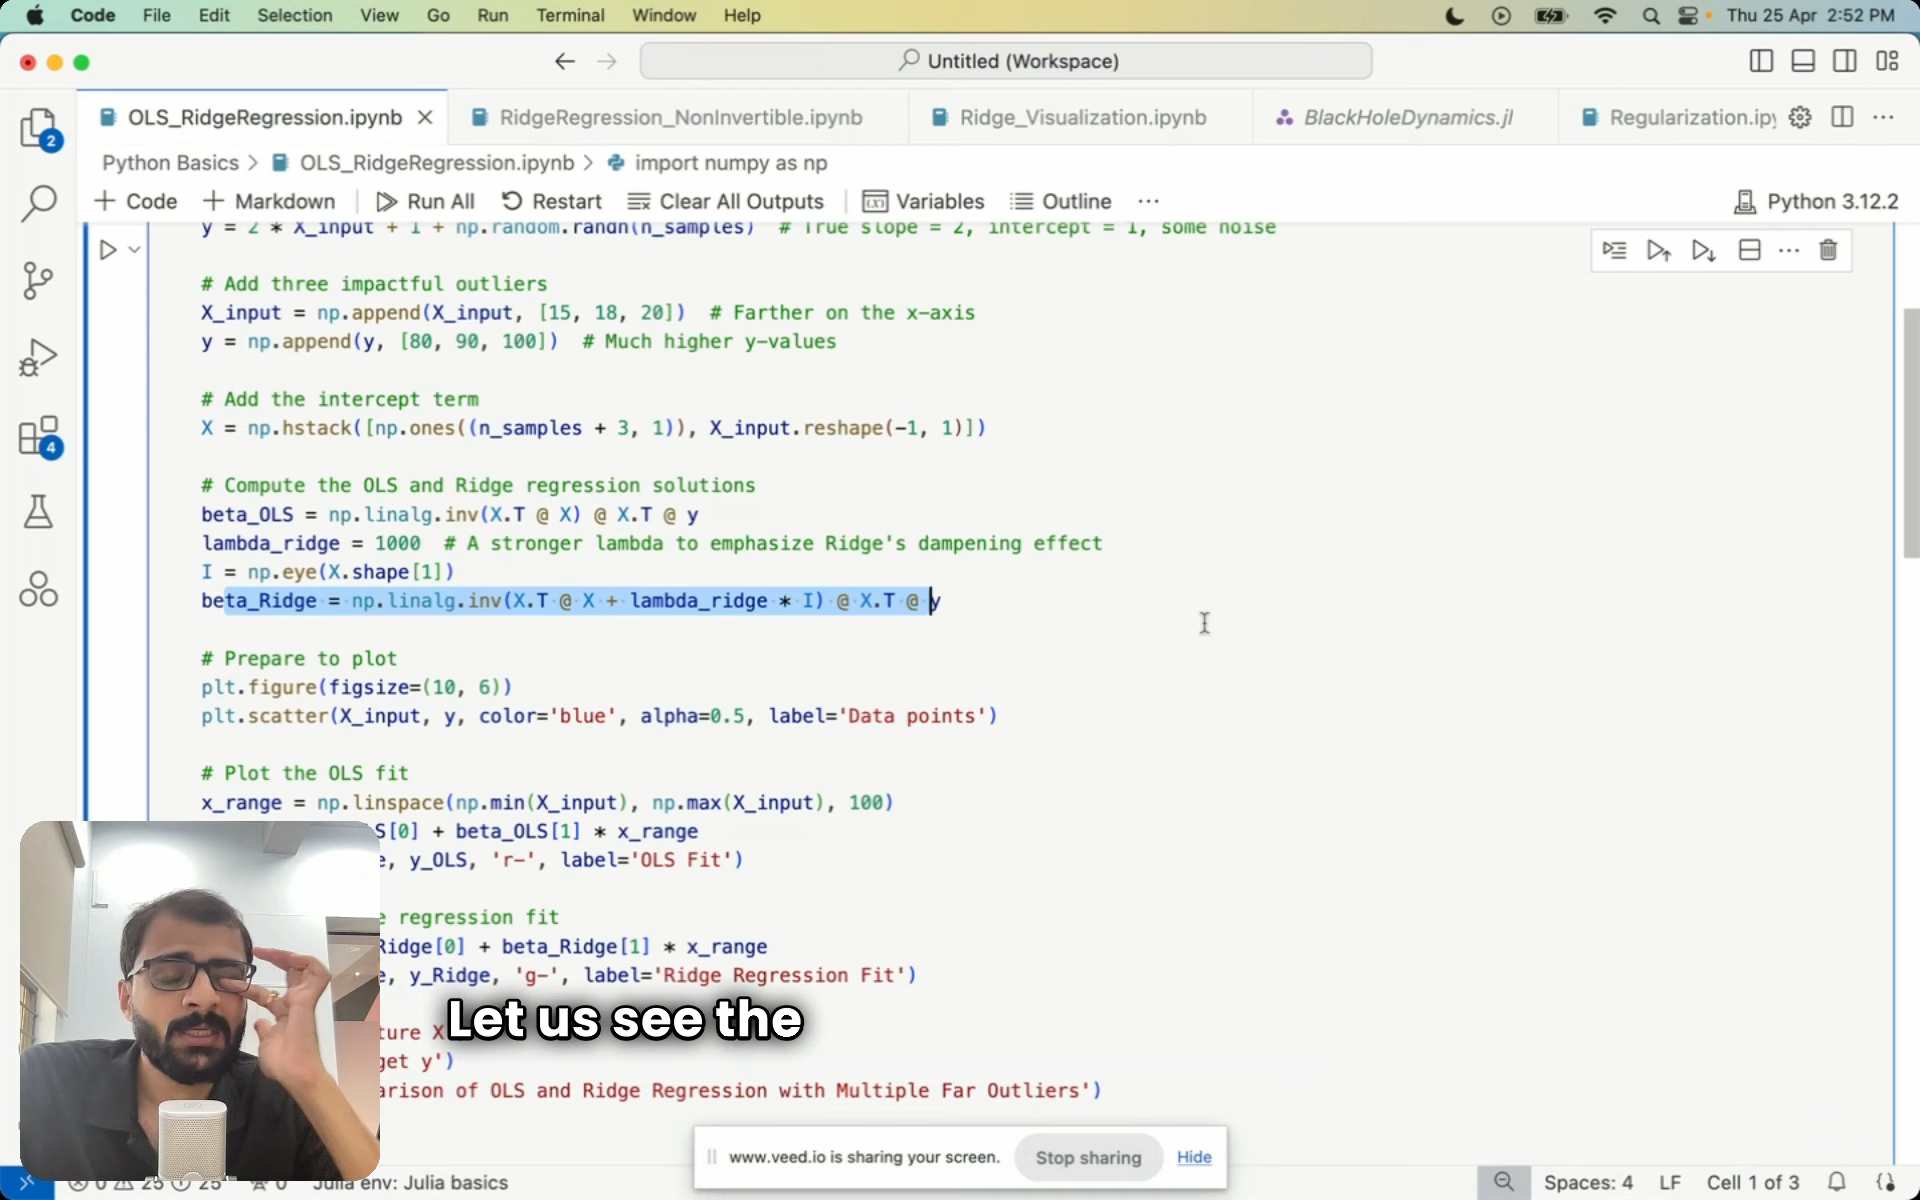 Code File Edit Selection View Go Run Terminal Window Help Thu 25 Apr 2:52 PM
Untitled (Workspace)
OLS_RidgeRegression.ipynb RidgeRegression_NonInvertible.ipynb Ridge_Visualization.ipynb BlackHoleDynamics.jl Regularization.ipy
2
Python Basics > OLS_RidgeRegression.ipynb > import numpy as np
+ Code + Markdown Run All Restart Clear All Outputs Variables Outline ... Python 3.12.2
y = 2 * X_input + 1 + np.random.randn(n_samples) # True slope = 2, intercept = 1, some noise
# Add three impactful outliers
X_input = np.append(X_input, [15, 18, 20]) # Farther on the x-axis
y = np.append(y, [80, 90, 100]) # Much higher y-values
# Add the intercept term
X = np.hstack([np.ones((n_samples + 3, 1)), X_input.reshape(-1, 1)])
4
# Compute the OLS and Ridge regression solutions
beta_OLS = np.linalg.inv(X.T @ X) @ X.T @ y
lambda_ridge = 1000 # A stronger lambda to emphasize Ridge's dampening effect
I = np.eye(X.shape[1])
beta_Ridge = np.linalg.inv(X.T @ X + lambda_ridge * I) @ X.T @ y
# Prepare to plot
plt.figure(figsize=(10, 6))
plt.scatter(X_input, y, color='blue', alpha=0.5, label='Data points')
# Plot the OLS fit
x_range = np.linspace(np.min(X_input), np.max(X_input), 100)
S[0] + beta_OLS[1] * x_range
e, y_OLS, 'r-', label='OLS Fit')
e regression fit
Ridge[0] + beta_Ridge[1] * x_range
e, y_Ridge, 'g-', label='Ridge Regression Fit')
Let us see the
ture X
get y')
arison of OLS and Ridge Regression with Multiple Far Outliers')
www.veed.io is sharing your screen. Stop sharing Hide
0 25 25 0 Julia env: Julia basics Spaces: 4 LF Cell 1 of 3